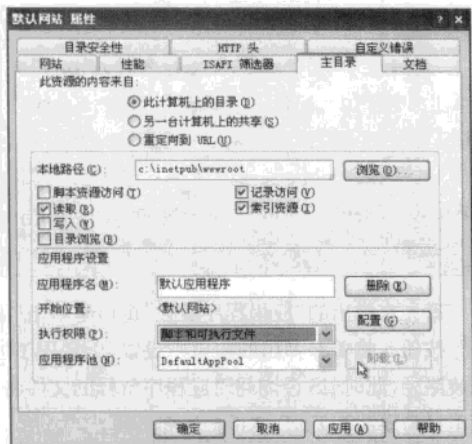 默认网站 属性
目录安全性 HTTP 头 自定义错误
网站 性能 ISAPI 筛选器 主目录 文档
此资源的内容来自:
此计算机上的目录(D)
另一台计算机上的共享(S)
重定向到 URL(U)
本地路径(C): c:\inetpub\wwwroot 浏览(O)...
脚本资源访问(T) 记录访问(V)
读取(R) 索引资源(I)
写入(W)
目录浏览(B)
应用程序设置
应用程序名(M): 默认应用程序 删除(E)
开始位置: <默认网站>
配置(G)...
执行权限(P): 脚本和可执行文件
应用程序池(N): DefaultAppPool 卸载(L)
确定 取消 应用(A) 帮助